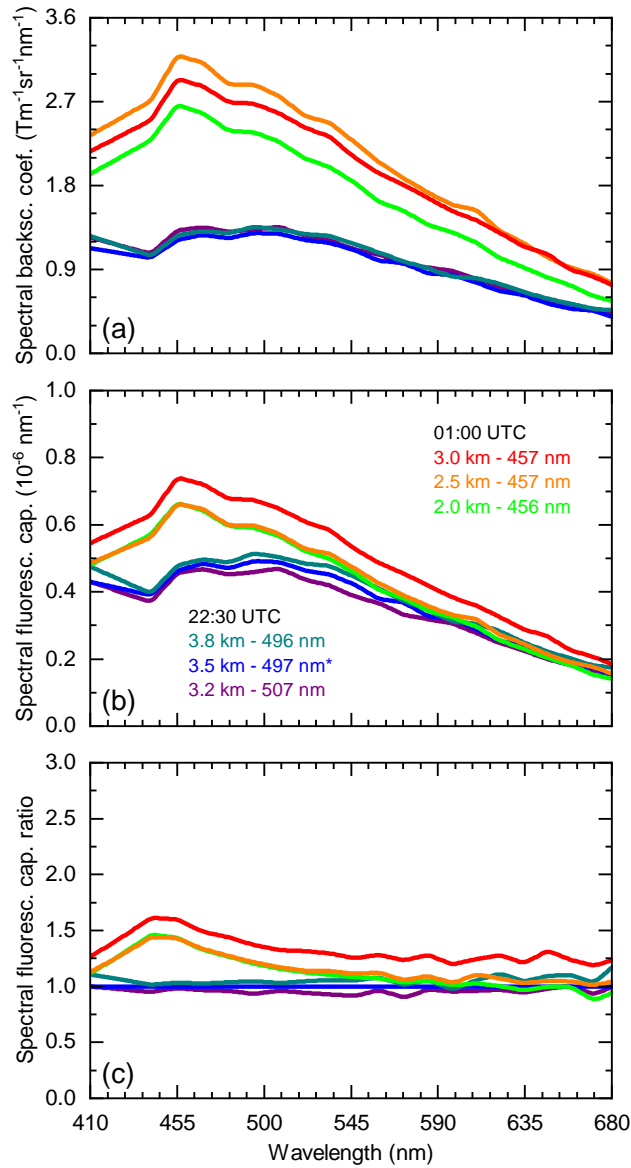 3.6
2.7
1.8
0.9
0.0
Spectral backsc. coef. (Tm⁻¹sr⁻¹nm⁻¹)
(a)
1.0
0.8
0.6
0.4
0.2
0.0
Spectral fluoresc. cap. (10⁻⁶ nm⁻¹)
01:00 UTC
3.0 km - 457 nm
2.5 km - 457 nm
2.0 km - 456 nm
22:30 UTC
3.8 km - 496 nm
3.5 km - 497 nm*
3.2 km - 507 nm
(b)
3.0
2.5
2.0
1.5
1.0
0.5
0.0
Spectral fluoresc. cap. ratio
(c)
410 455 500 545 590 635 680
Wavelength (nm)